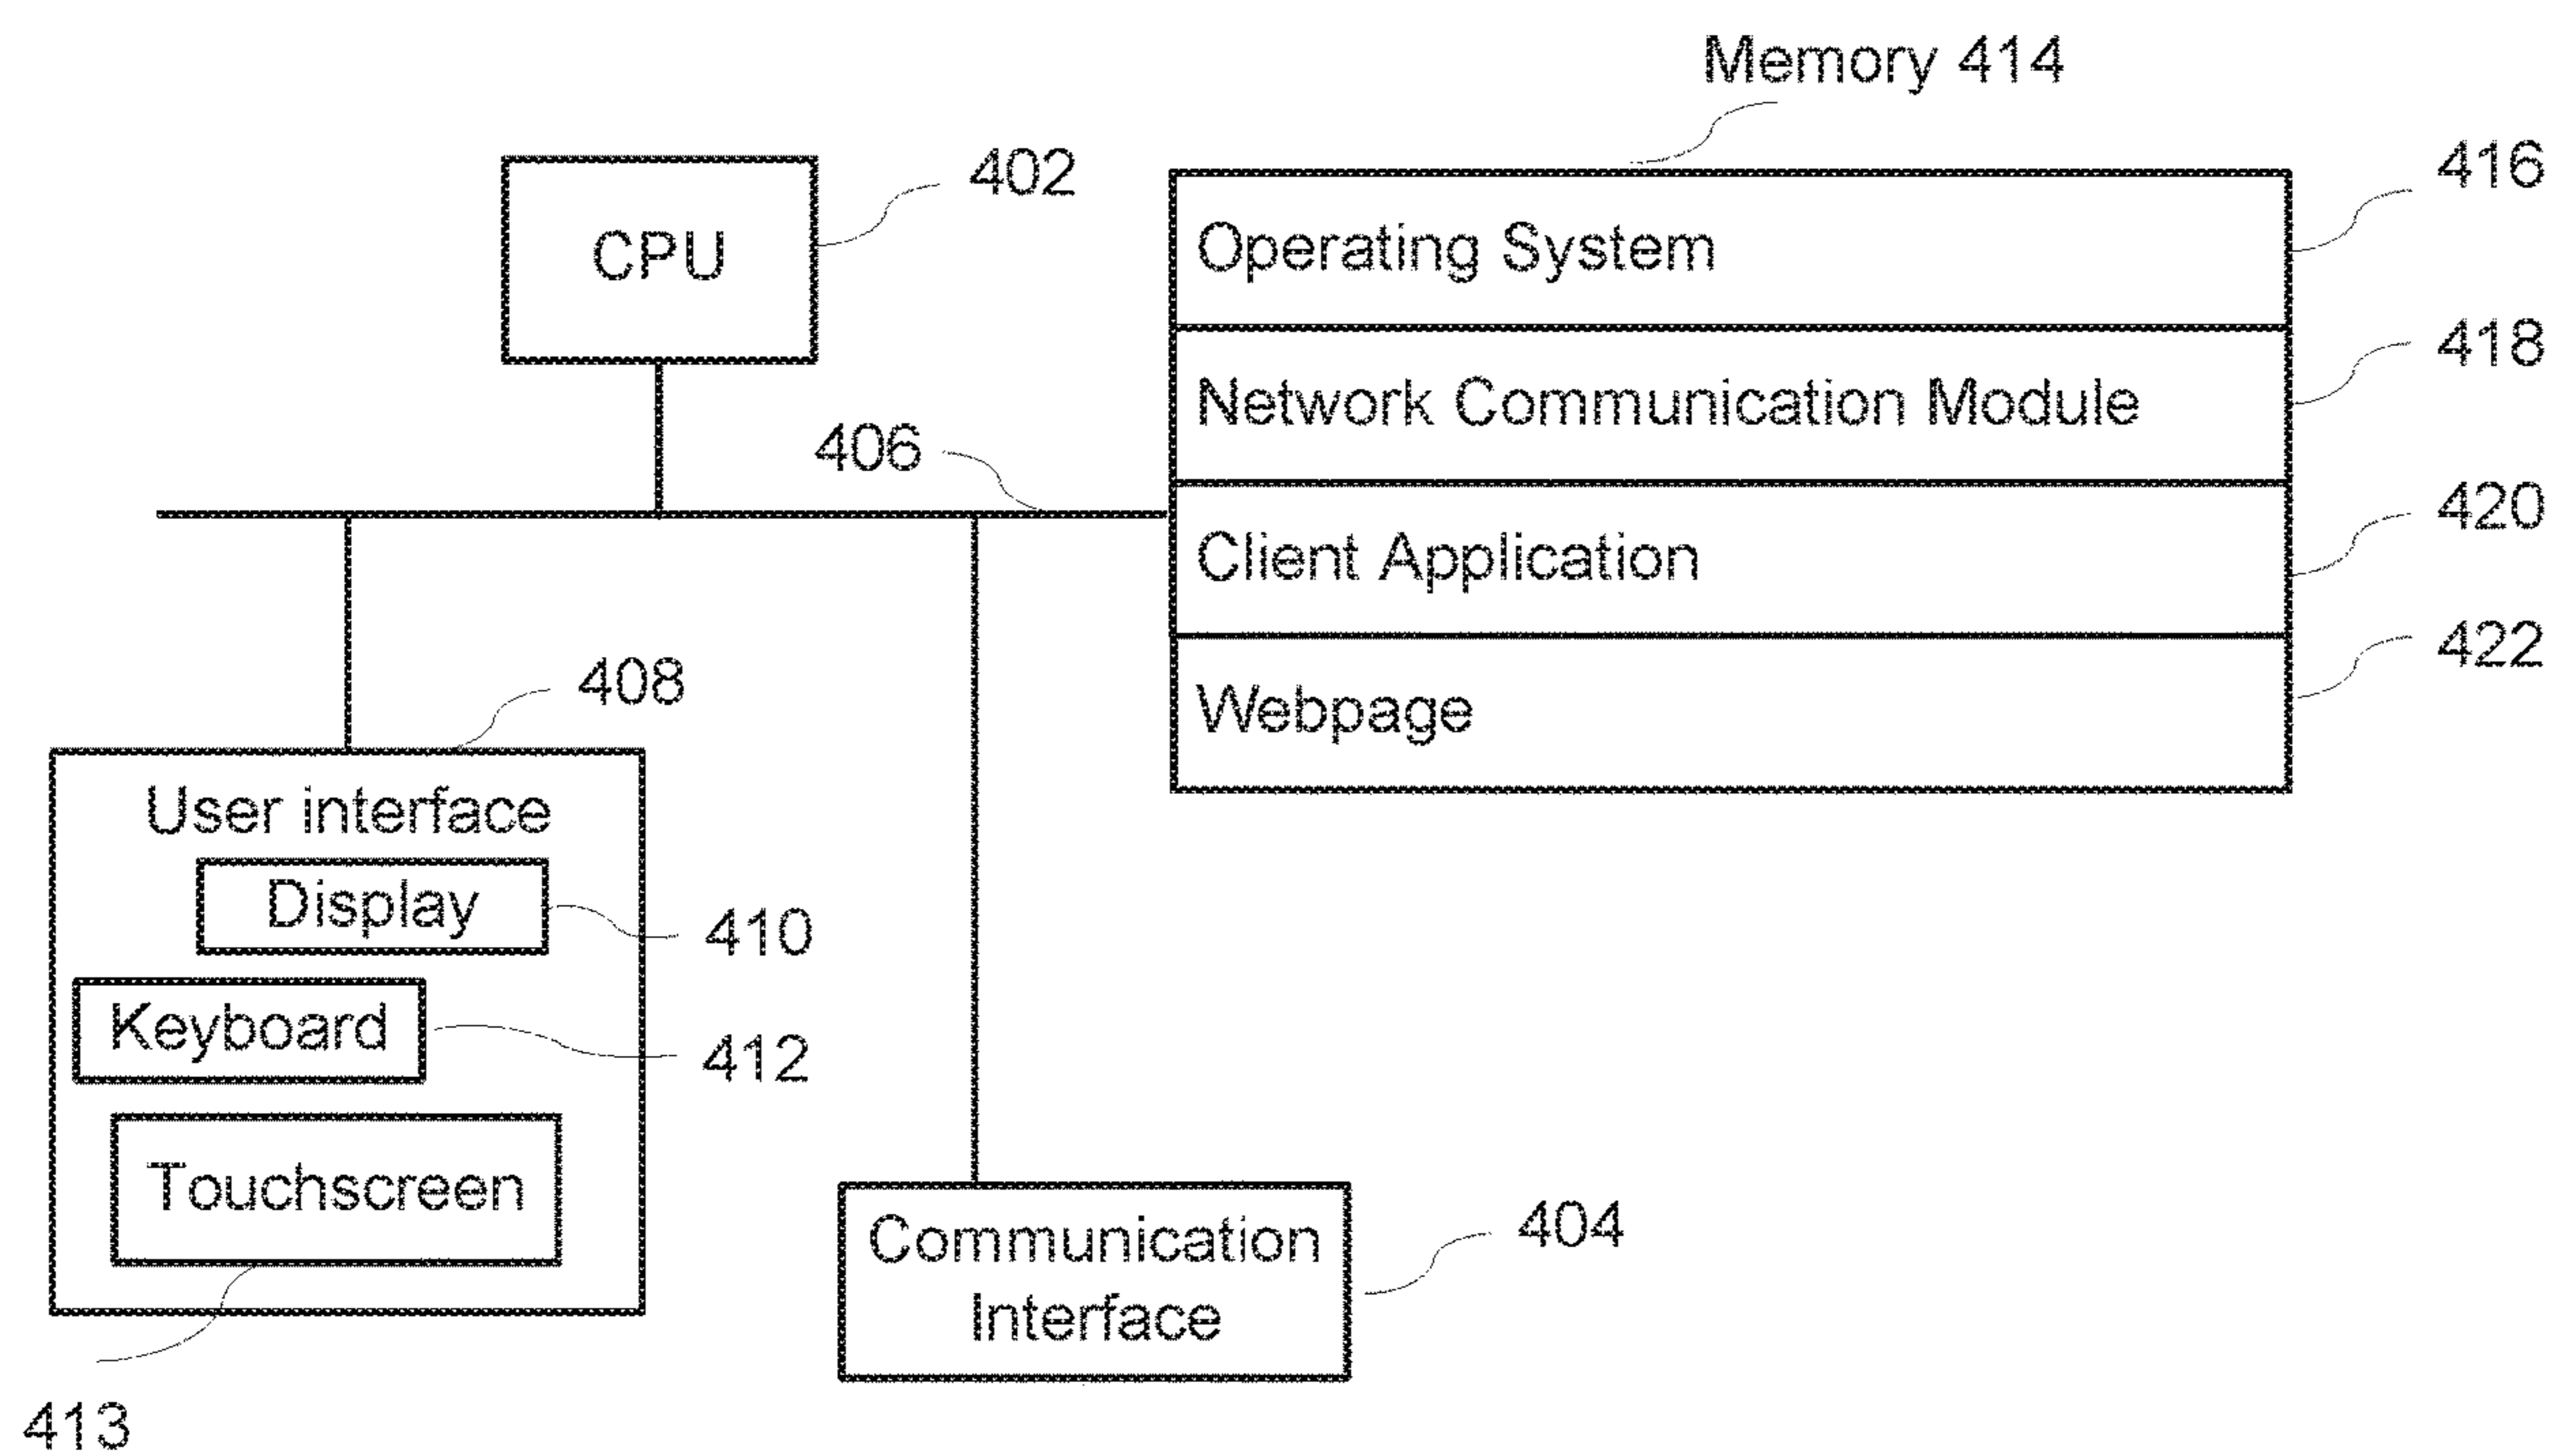 Memory 414
402
CPU
416
Operating System
418
Network Communication Module
406
420
Client Application
422
Webpage
408
User interface
Display
410
Keyboard
412
Touchscreen
413
Communication
Interface
404